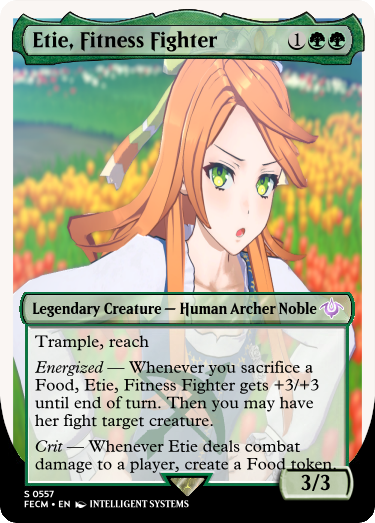 Etie, Fitness Fighter 1
Legendary Creature — Human Archer Noble
Trample, reach
Energized — Whenever you sacrifice a
Food, Etie, Fitness Fighter gets +3/+3
until end of turn. Then you may have
her fight target creature.
Crit — Whenever Etie deals combat
damage to a player, create a Food token.
3/3
S 0557
FECM • EN INTELLIGENT SYSTEMS